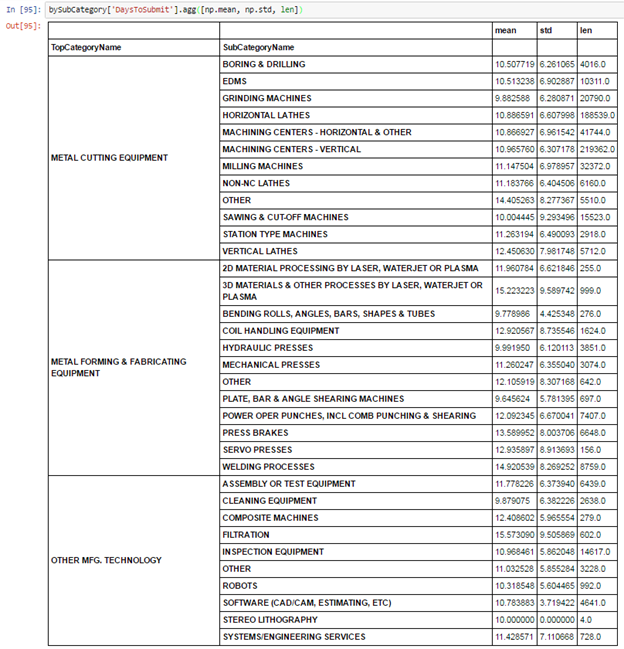 In [95]: bySubCategory['DaysToSubmit'].agg([np.mean, np.std, len])
Out[95]:
mean std len
TopCategoryName SubCategoryName
METAL CUTTING EQUIPMENT
BORING & DRILLING 10.507719 6.261065 4016.0
EDMS 10.513238 6.902887 10311.0
GRINDING MACHINES 9.882588 6.280871 20790.0
HORIZONTAL LATHES 10.886591 6.607998 188539.0
MACHINING CENTERS - HORIZONTAL & OTHER 10.866927 6.961542 41744.0
MACHINING CENTERS - VERTICAL 10.965760 6.307178 219362.0
MILLING MACHINES 11.147504 6.978957 32372.0
NON-NC LATHES 11.183766 6.404506 6160.0
OTHER 14.405263 8.277367 5510.0
SAWING & CUT-OFF MACHINES 10.004445 9.293496 15523.0
STATION TYPE MACHINES 11.263194 6.490093 2918.0
VERTICAL LATHES 12.450630 7.981748 5712.0
METAL FORMING & FABRICATING
EQUIPMENT
2D MATERIAL PROCESSING BY LASER, WATERJET OR PLASMA 11.960784 6.621846 255.0
3D MATERIALS & OTHER PROCESSES BY LASER, WATERJET OR
PLASMA 15.223223 9.589742 999.0
BENDING ROLLS, ANGLES, BARS, SHAPES & TUBES 9.778986 4.425348 276.0
COIL HANDLING EQUIPMENT 12.920567 8.735546 1624.0
HYDRAULIC PRESSES 9.991950 6.120113 3851.0
MECHANICAL PRESSES 11.260247 6.355040 3074.0
OTHER 12.105919 8.307168 642.0
PLATE, BAR & ANGLE SHEARING MACHINES 9.645624 5.781395 697.0
POWER OPER PUNCHES, INCL COMB PUNCHING & SHEARING 12.092345 6.670041 7407.0
PRESS BRAKES 13.589952 8.003706 6648.0
SERVO PRESSES 12.935897 8.913693 156.0
WELDING PROCESSES 14.920539 8.269252 8759.0
OTHER MFG. TECHNOLOGY
ASSEMBLY OR TEST EQUIPMENT 11.778226 6.373940 6439.0
CLEANING EQUIPMENT 9.879075 6.382226 2638.0
COMPOSITE MACHINES 12.408602 5.965554 279.0
FILTRATION 15.573090 9.505869 602.0
INSPECTION EQUIPMENT 10.968461 5.862048 14617.0
OTHER 11.032528 5.855284 3228.0
ROBOTS 10.318548 5.604465 992.0
SOFTWARE (CAD/CAM, ESTIMATING, ETC) 10.783883 3.719422 4641.0
STEREO LITHOGRAPHY 10.000000 0.000000 4.0
SYSTEMS/ENGINEERING SERVICES 11.428571 7.110668 728.0